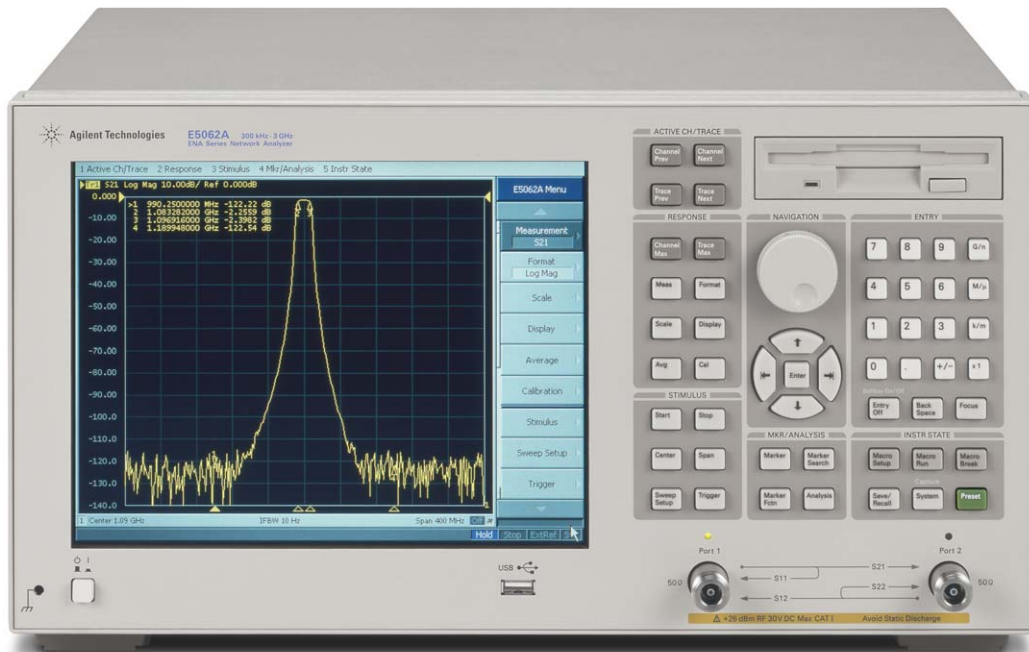 Agilent Technologies
E5062A 300 kHz - 3 GHz
ENA Series Network Analyzer
1 Active Ch/Trace 2 Response 3 Stimulus 4 Mkr/Analysis 5 Instr State
Tr1 S21 Log Mag 10.00dB/ Ref 0.000dB
>1 990.2500000 MHz -122.22 dB
2 1.083282000 GHz -2.2559 dB
3 1.096916000 GHz -2.3982 dB
4 1.189948000 GHz -122.54 dB
0.000
-10.00
-20.00
-30.00
-40.00
-50.00
-60.00
-70.00
-80.00
-90.00
-100.0
-110.0
-120.0
-130.0
-140.0
1 Center 1.09 GHz IFBW 10 Hz Span 400 MHz Off
Hold Stop ExtRef
E5062A Menu
Measurement
S21
Format
Log Mag
Scale
Display
Average
Calibration
Stimulus
Sweep Setup
Trigger
USB
ACTIVE CH/TRACE
Channel Prev
Channel Next
Trace Prev
Trace Next
RESPONSE
Channel Max
Trace Max
Meas
Format
Scale
Display
Avg
Cal
STIMULUS
Start
Stop
Center
Span
Sweep Setup
Trigger
NAVIGATION
Enter
MKR/ANALYSIS
Marker
Marker Search
Marker Fctn
Analysis
ENTRY
7 8 9 G/n
4 5 6 M/µ
1 2 3 k/m
0 . +/− x1
Entry Off
Back Space
Focus
INSTR STATE
Macro Setup
Macro Run
Macro Break
Capture
Save/ Recall
System
Preset
Port 1
Port 2
50Ω
S21
S11
S22
S12
50Ω
+26 dBm RF 30V DC Max CAT I Avoid Static Discharge